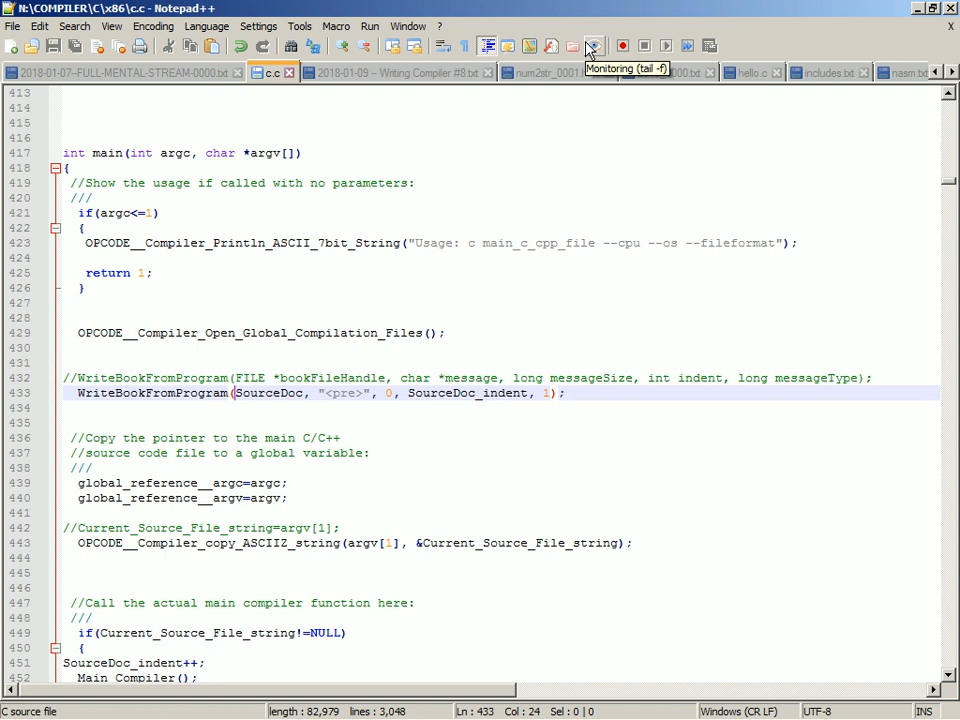 N:\COMPILER\C\x86\c.c - Notepad++
File Edit Search View Encoding Language Settings Tools Macro Run Window ? X
2018-01-07-FULL-MENTAL-STREAM-0000.txt c.c 2018-01-09 – Writing Compiler #8.txt num2str_0001. 000.txt hello.c includes.txt nasm.txt
Monitoring (tail -f)
413
414
415
416
417 int main(int argc, char *argv[])
418 {
419 //Show the usage if called with no parameters:
420 ///
421 if(argc<=1)
422 {
423 OPCODE__Compiler_Println_ASCII_7bit_String("Usage: c main_c_cpp_file --cpu --os --fileformat");
424
425 return 1;
426 }
427
428
429 OPCODE__Compiler_Open_Global_Compilation_Files();
430
431
432 //WriteBookFromProgram(FILE *bookFileHandle, char *message, long messageSize, int indent, long messageType);
433 WriteBookFromProgram(SourceDoc, "<pre>", 0, SourceDoc_indent, 1);
434
435
436 //Copy the pointer to the main C/C++
437 //source code file to a global variable:
438 ///
439 global_reference__argc=argc;
440 global_reference__argv=argv;
441
442 //Current_Source_File_string=argv[1];
443 OPCODE__Compiler_copy_ASCIIZ_string(argv[1], &Current_Source_File_string);
444
445
446
447 //Call the actual main compiler function here:
448 ///
449 if(Current_Source_File_string!=NULL)
450 {
451 SourceDoc_indent++;
452 Main_Compiler();
C source file length : 82,979 lines : 3,048 Ln : 433 Col : 24 Sel : 0 | 0 Windows (CR LF) UTF-8 INS